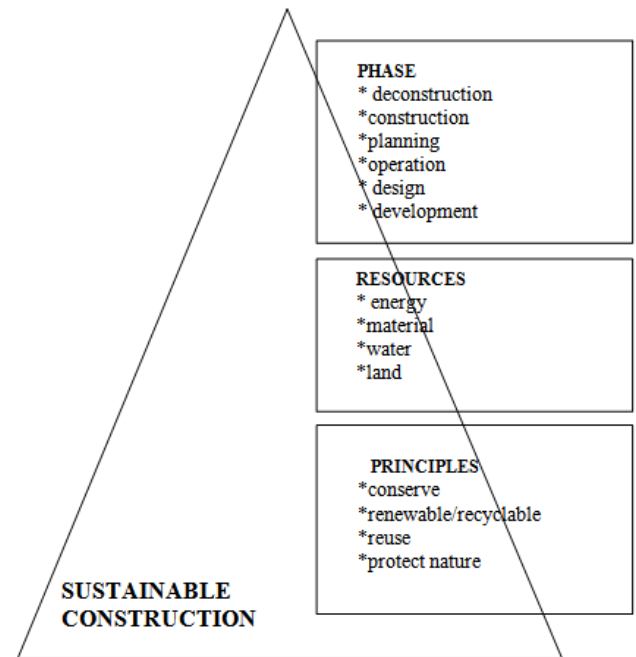 PHASE
* deconstruction
*construction
*planning
*operation
* design
* development
RESOURCES
* energy
*material
*water
*land
PRINCIPLES
*conserve
*renewable/recyclable
*reuse
*protect nature
SUSTAINABLE
CONSTRUCTION